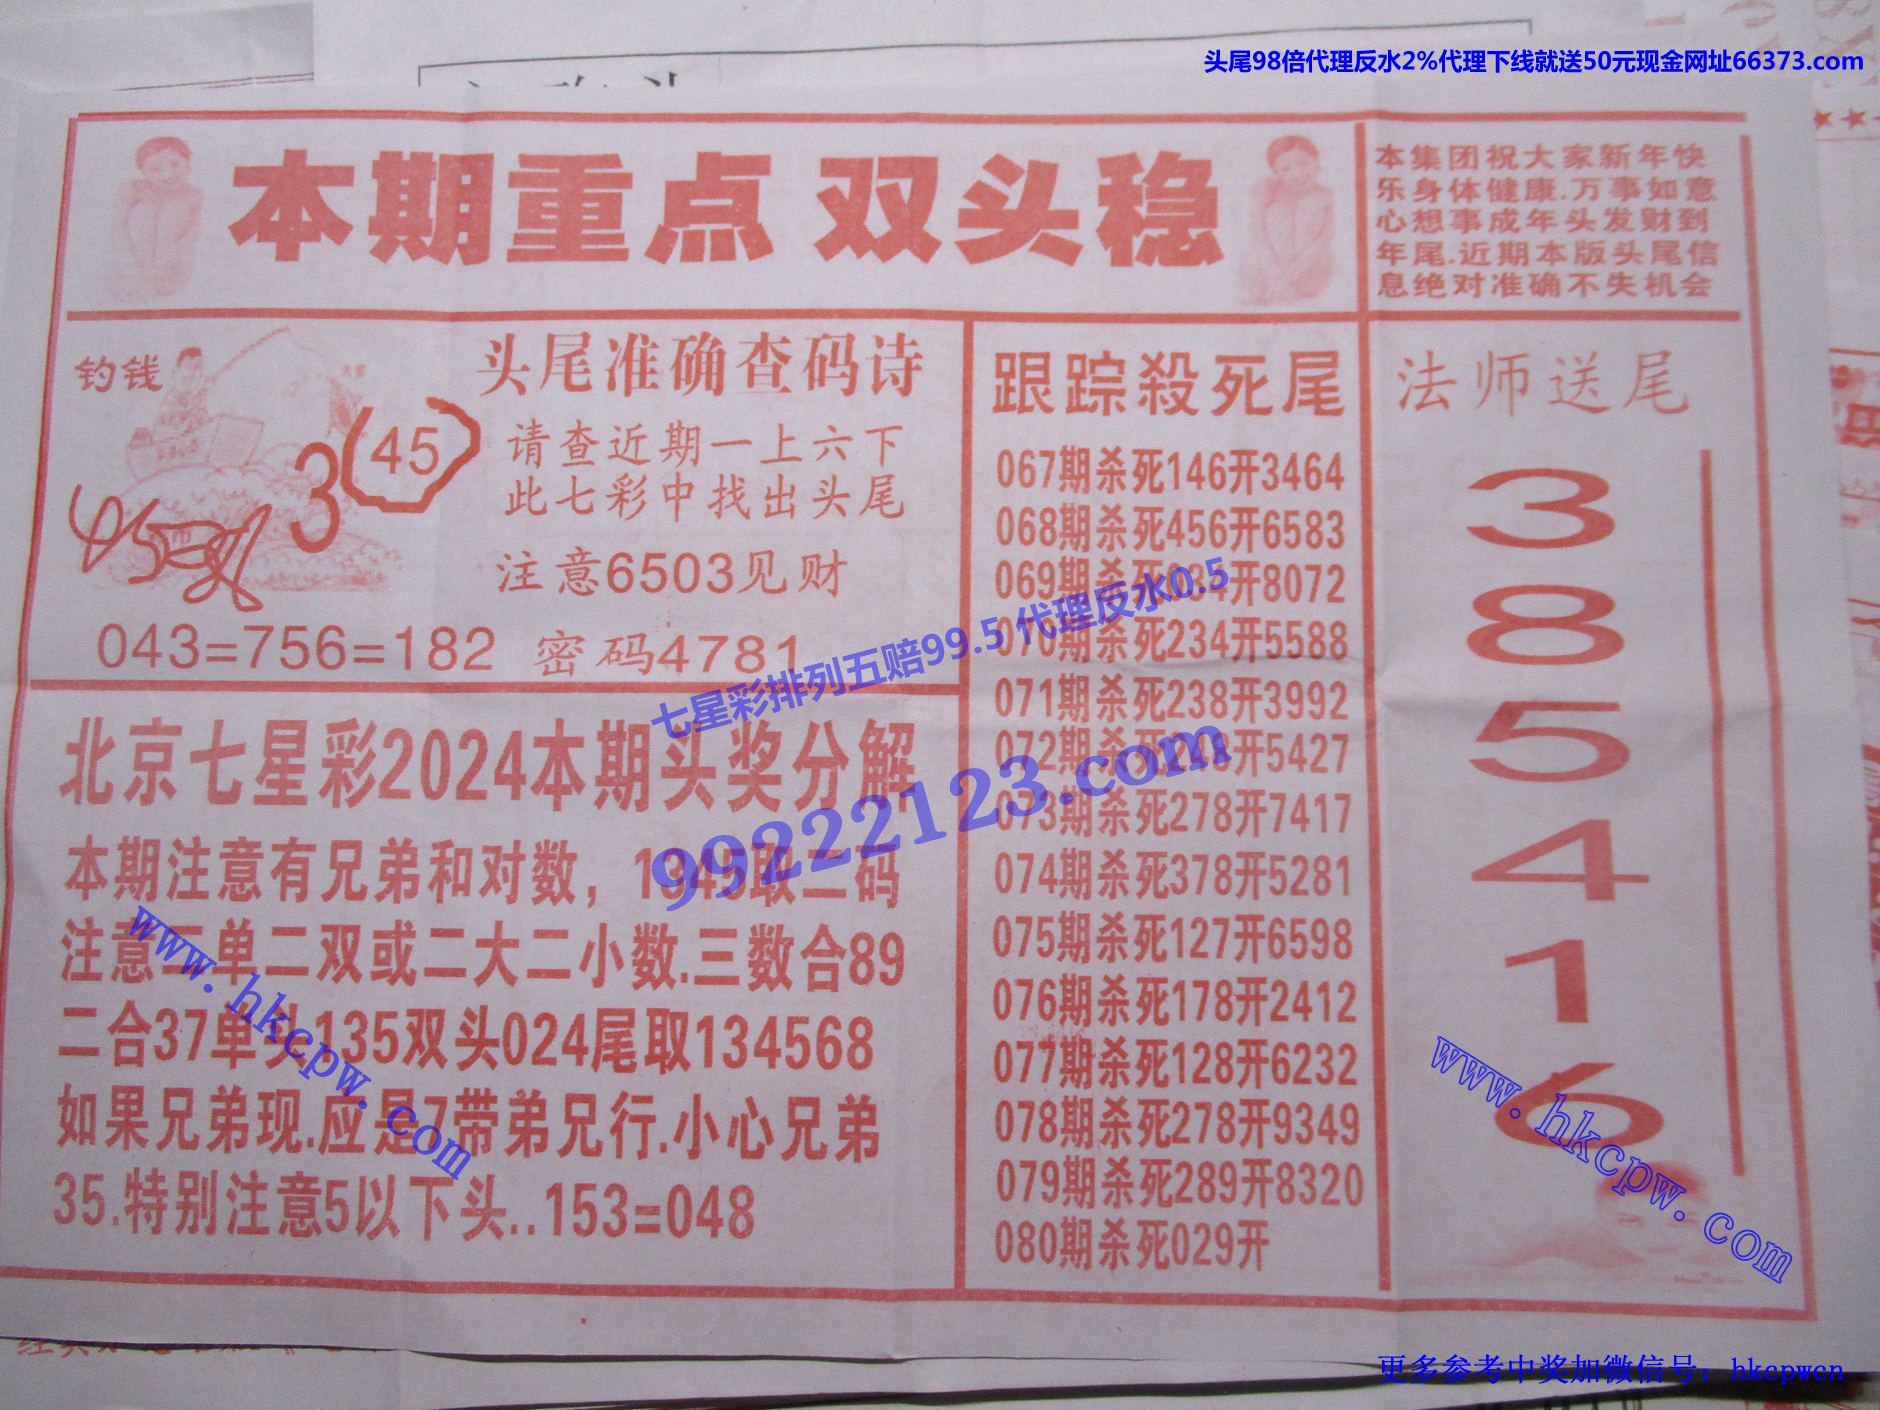 头尾98倍代理反水2%代理下线就送50元现金网址66373.com
本期重点 双头稳
本集团祝大家新年快
乐身体健康.万事如意
心想事成年头发财到
年尾.近期本版头尾信
息绝对准确不失机会
钓钱
3(45)
头尾准确查码诗
请查近期一上六下
此七彩中找出头尾
注意6503见财
043=756=182 密码4781
跟踪殺死尾
067期杀死146开3464
068期杀死456开6583
069期杀死034开8072
070期杀死234开5588
071期杀死238开3992
072期杀死248开5427
073期杀死278开7417
074期杀死378开5281
075期杀死127开6598
076期杀死178开2412
077期杀死128开6232
078期杀死278开9349
079期杀死289开8320
080期杀死029开
法师送尾
3
8
5
4
1
6
北京七星彩2024本期头奖分解
本期注意有兄弟和对数，1345取二码
注意二单二双或二大二小数.三数合89
二合37单头135双头024尾取134568
如果兄弟现.应是7带弟兄行.小心兄弟
35.特别注意5以下头..153=048
七星彩排列五赔99.5 代理反水0.5
99222123.com
www.hkcpw.com
www.hkcpw.com
更多参考中奖加微信号：hkcpwcn